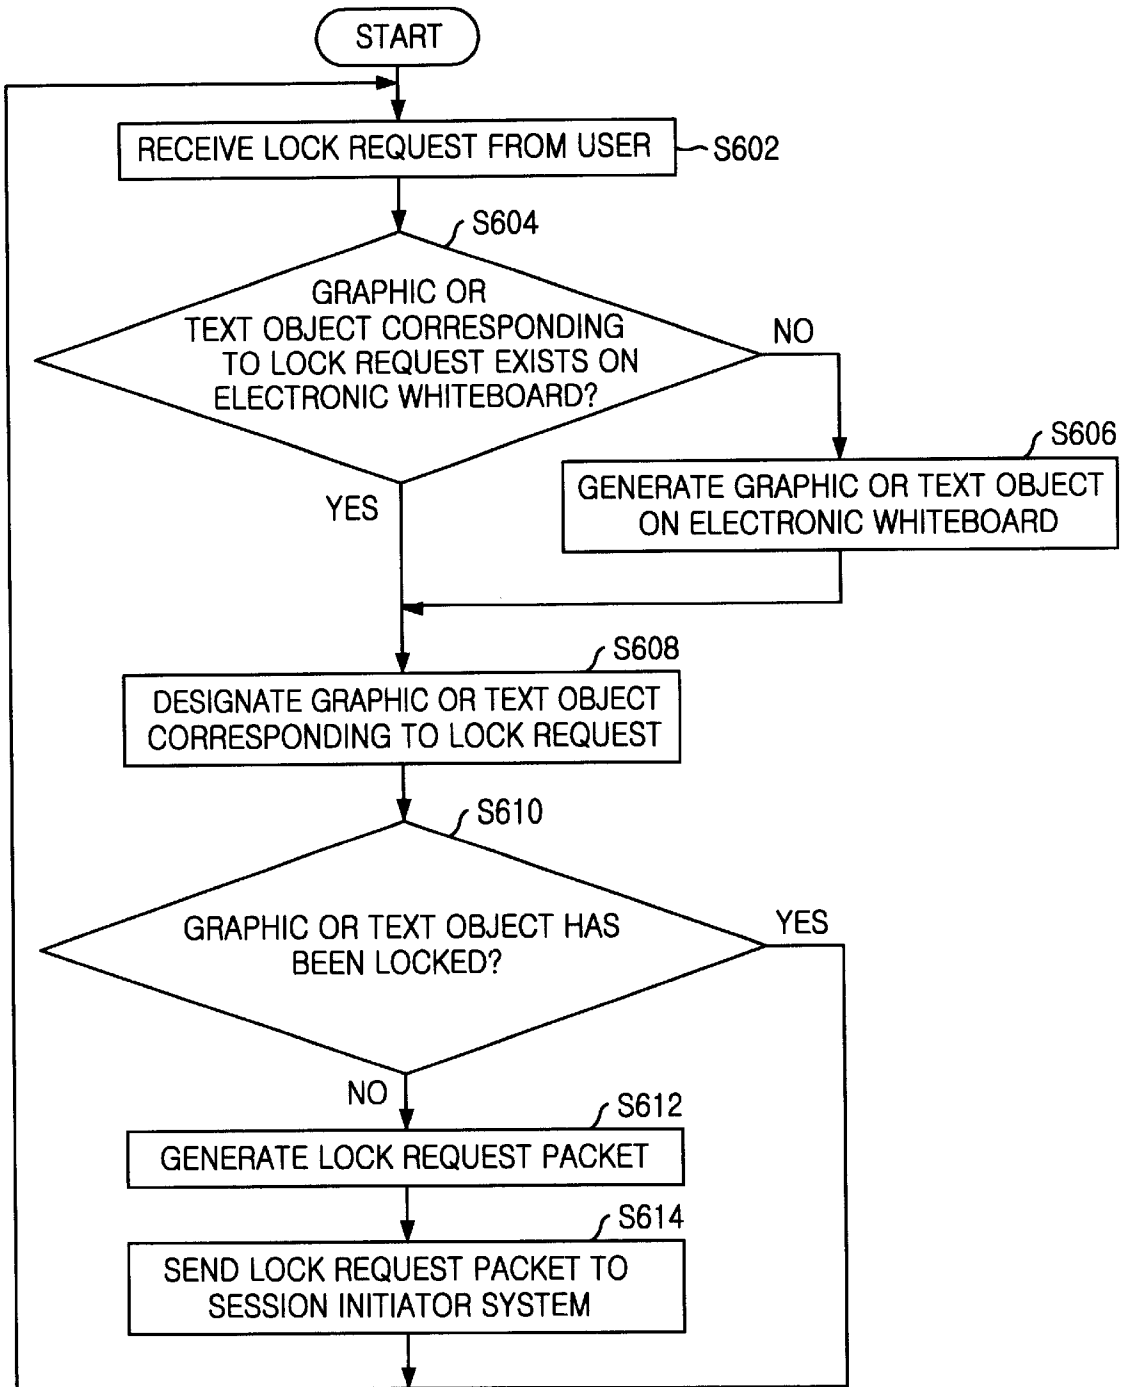 START
RECEIVE LOCK REQUEST FROM USER
S602
S604
GRAPHIC OR
TEXT OBJECT CORRESPONDING
TO LOCK REQUEST EXISTS ON
ELECTRONIC WHITEBOARD?
NO
YES
S606
GENERATE GRAPHIC OR TEXT OBJECT
ON ELECTRONIC WHITEBOARD
S608
DESIGNATE GRAPHIC OR TEXT OBJECT
CORRESPONDING TO LOCK REQUEST
S610
GRAPHIC OR TEXT OBJECT HAS
BEEN LOCKED?
YES
NO
S612
GENERATE LOCK REQUEST PACKET
S614
SEND LOCK REQUEST PACKET TO
SESSION INITIATOR SYSTEM